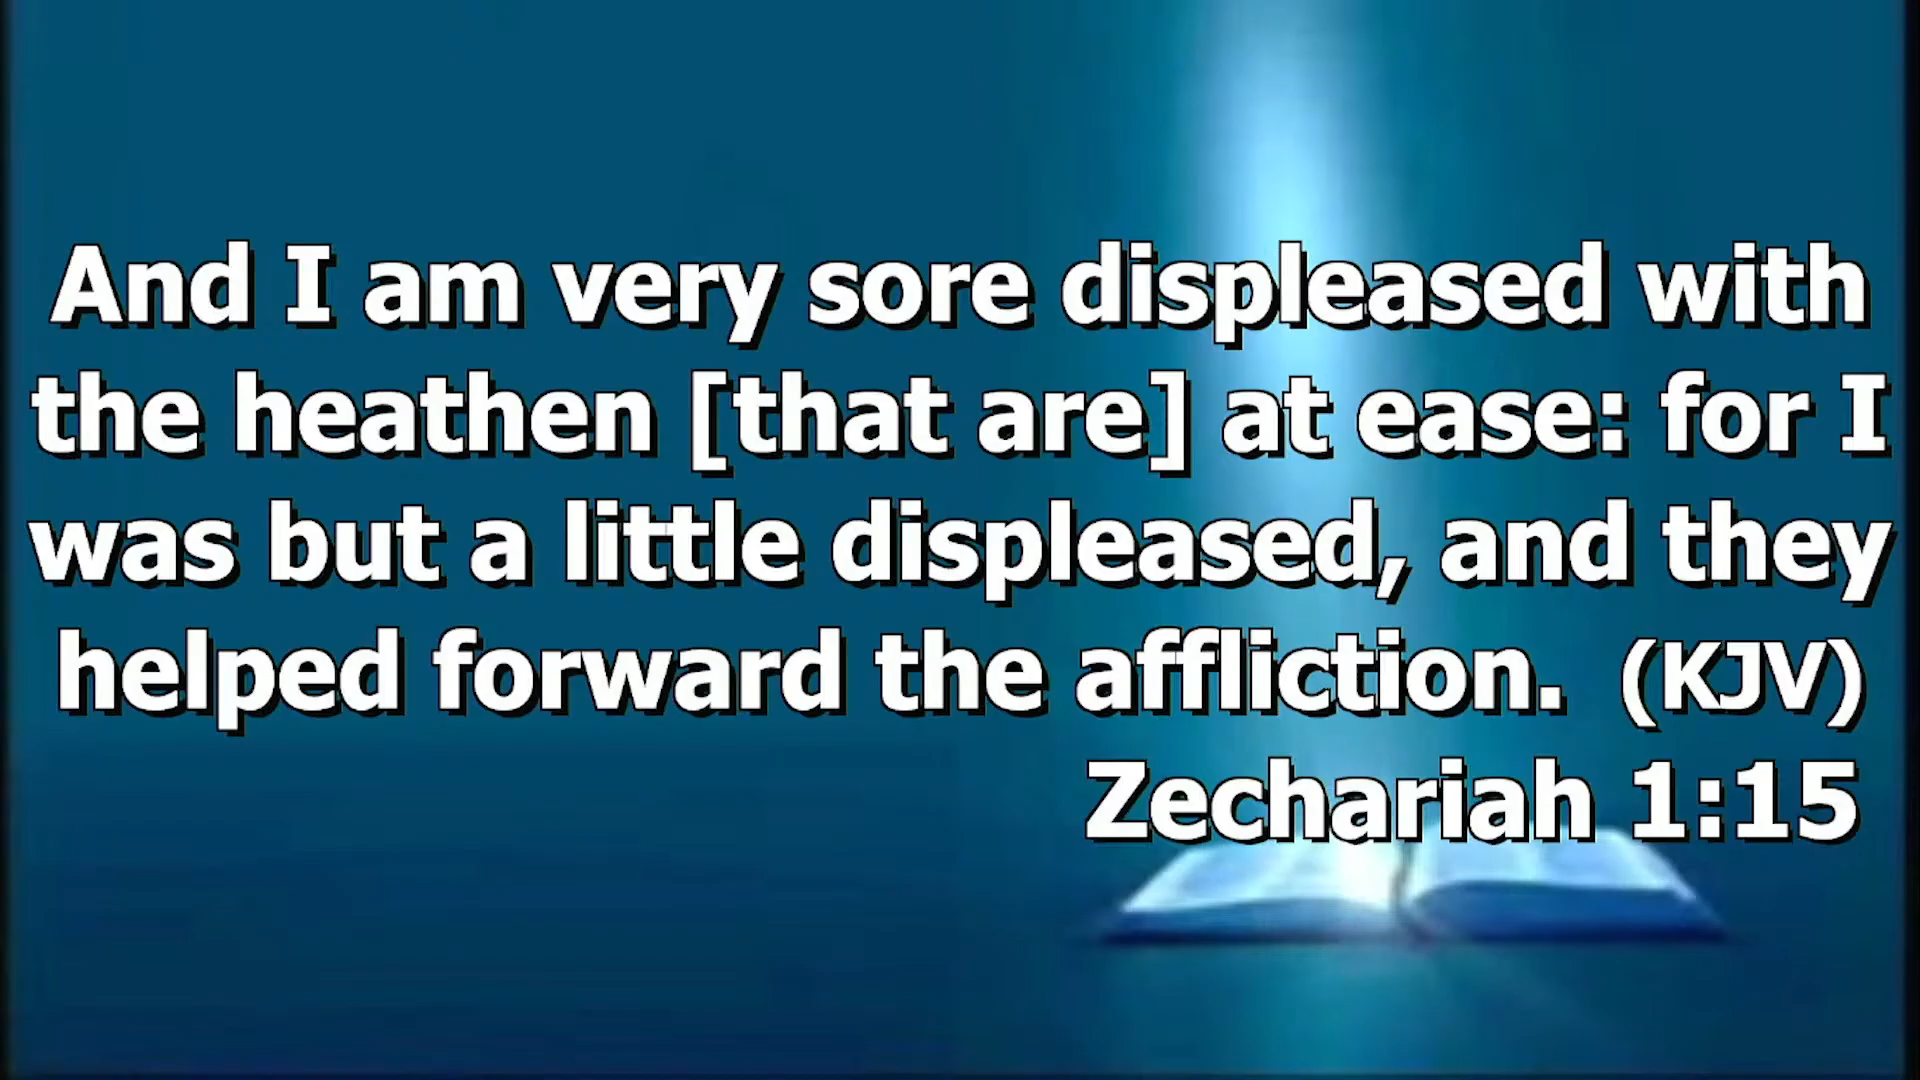 And I am very sore displeased with
the heathen [that are] at ease: for I
was but a little displeased, and they
helped forward the affliction. (KJV)
Zechariah 1:15